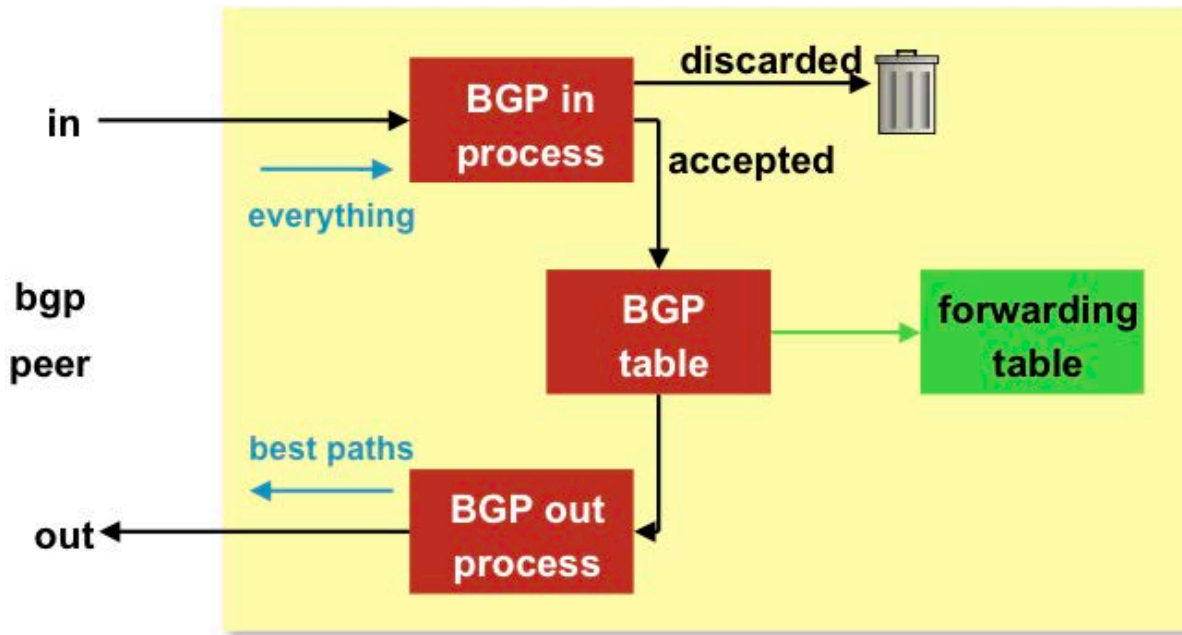 discarded
BGP in
process
in
accepted
everything
bgp
peer
BGP
table
forwarding
table
best paths
BGP out
process
out